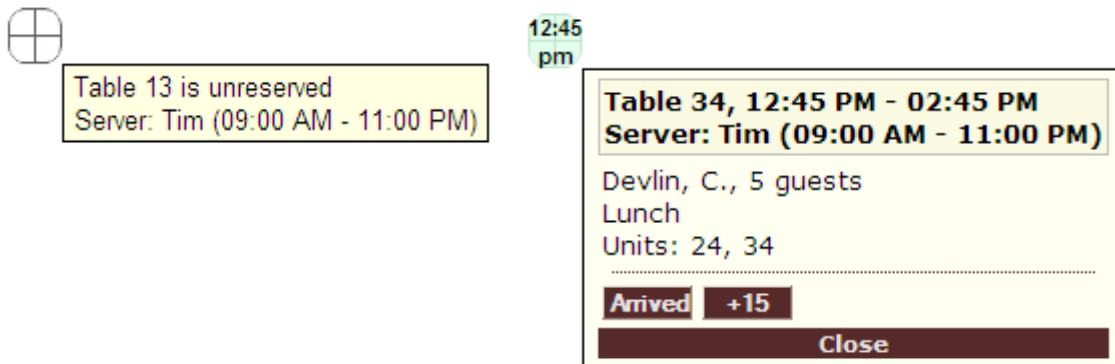 Table 13 is unreserved
Server: Tim (09:00 AM - 11:00 PM)
12:45
pm
Table 34, 12:45 PM - 02:45 PM
Server: Tim (09:00 AM - 11:00 PM)
Devlin, C., 5 guests
Lunch
Units: 24, 34
Arrived +15
Close